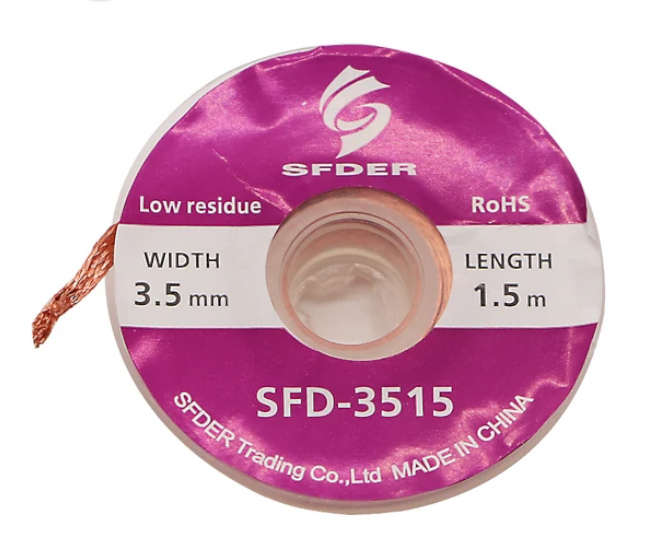 SFDER
Low residue RoHS
WIDTH LENGTH
3.5 mm 1.5 m
SFD-3515
SFDER Trading Co.,Ltd MADE IN CHINA